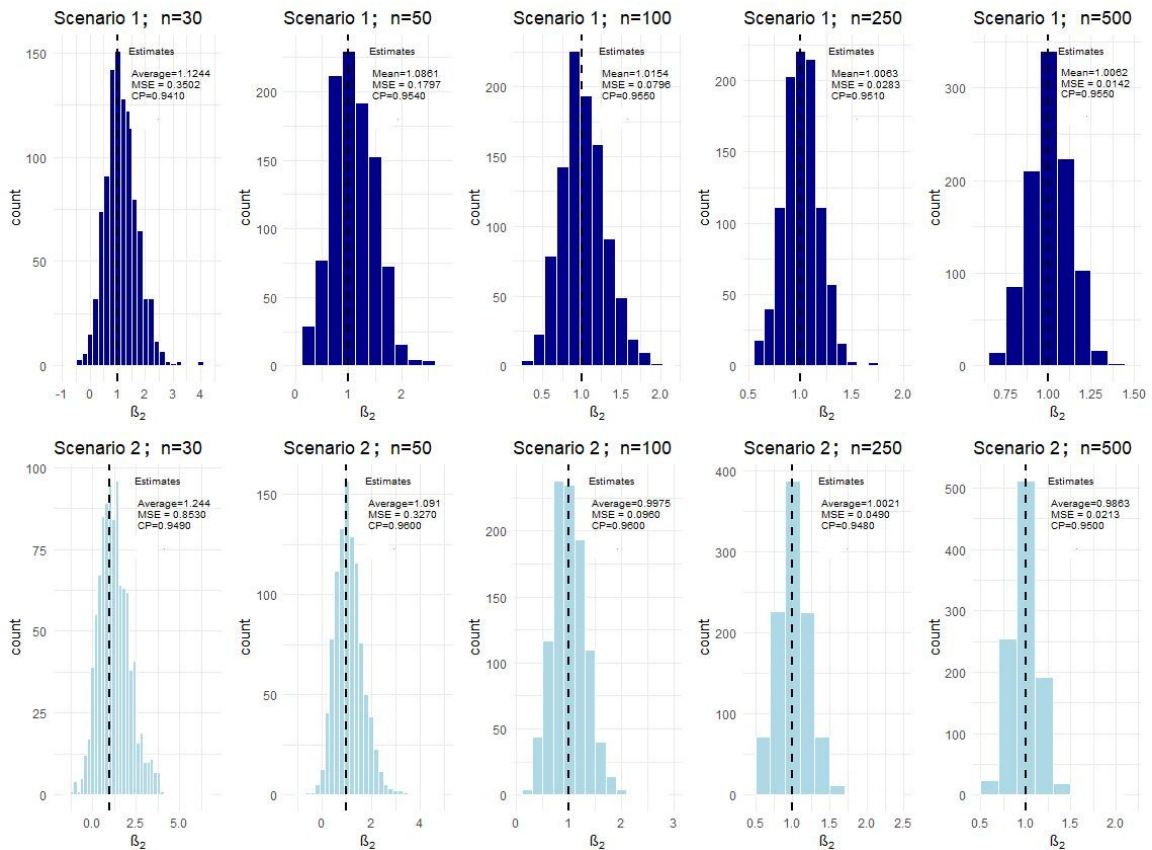 Scenario 1; n=30
Estimates
Average=1.1244
MSE = 0.3502
CP=0.9410
count
150
100
50
0
-1 0 1 2 3 4
ß2
Scenario 1; n=50
Estimates
Mean=1.0861
MSE = 0.1797
CP=0.9540
count
200
150
100
50
0
0 1 2
ß2
Scenario 1; n=100
Estimates
Mean=1.0154
MSE = 0.0796
CP=0.9550
count
200
150
100
50
0
0.5 1.0 1.5 2.0
ß2
Scenario 1; n=250
Estimates
Mean=1.0063
MSE = 0.0283
CP=0.9510
count
200
150
100
50
0
0.5 1.0 1.5 2.0
ß2
Scenario 1; n=500
Estimates
Mean=1.0062
MSE = 0.0142
CP=0.9550
count
300
200
100
0
0.75 1.00 1.25 1.50
ß2
Scenario 2; n=30
Estimates
Average=1.244
MSE = 0.8530
CP=0.9490
count
100
75
50
25
0
0.0 2.5 5.0
ß2
Scenario 2; n=50
Estimates
Average=1.091
MSE = 0.3270
CP=0.9600
count
150
100
50
0
0 2 4
ß2
Scenario 2; n=100
Estimates
Average=0.9975
MSE = 0.0960
CP=0.9600
count
200
150
100
50
0
0 1 2 3
ß2
Scenario 2; n=250
Estimates
Average=1.0021
MSE = 0.0490
CP=0.9480
count
400
300
200
100
0
0.5 1.0 1.5 2.0 2.5
ß2
Scenario 2; n=500
Estimates
Average=0.9863
MSE = 0.0213
CP=0.9500
count
500
400
300
200
100
0
0.5 1.0 1.5 2.0 2.5
ß2